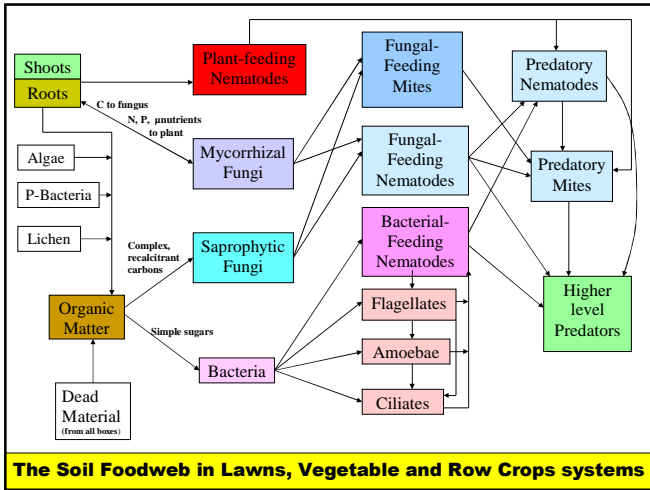 Shoots
Roots
Plant-feeding
Nematodes
Fungal-
Feeding
Mites
Predatory
Nematodes
C to fungus
N, P, µnutrients
to plant
Mycorrhizal
Fungi
Fungal-
Feeding
Nematodes
Predatory
Mites
Algae
P-Bacteria
Lichen
Complex,
recalcitrant
carbons
Saprophytic
Fungi
Bacterial-
Feeding
Nematodes
Organic
Matter
Simple sugars
Bacteria
Flagellates
Amoebae
Ciliates
Higher
level
Predators
Dead
Material
(from all boxes)
The Soil Foodweb in Lawns, Vegetable and Row Crops systems